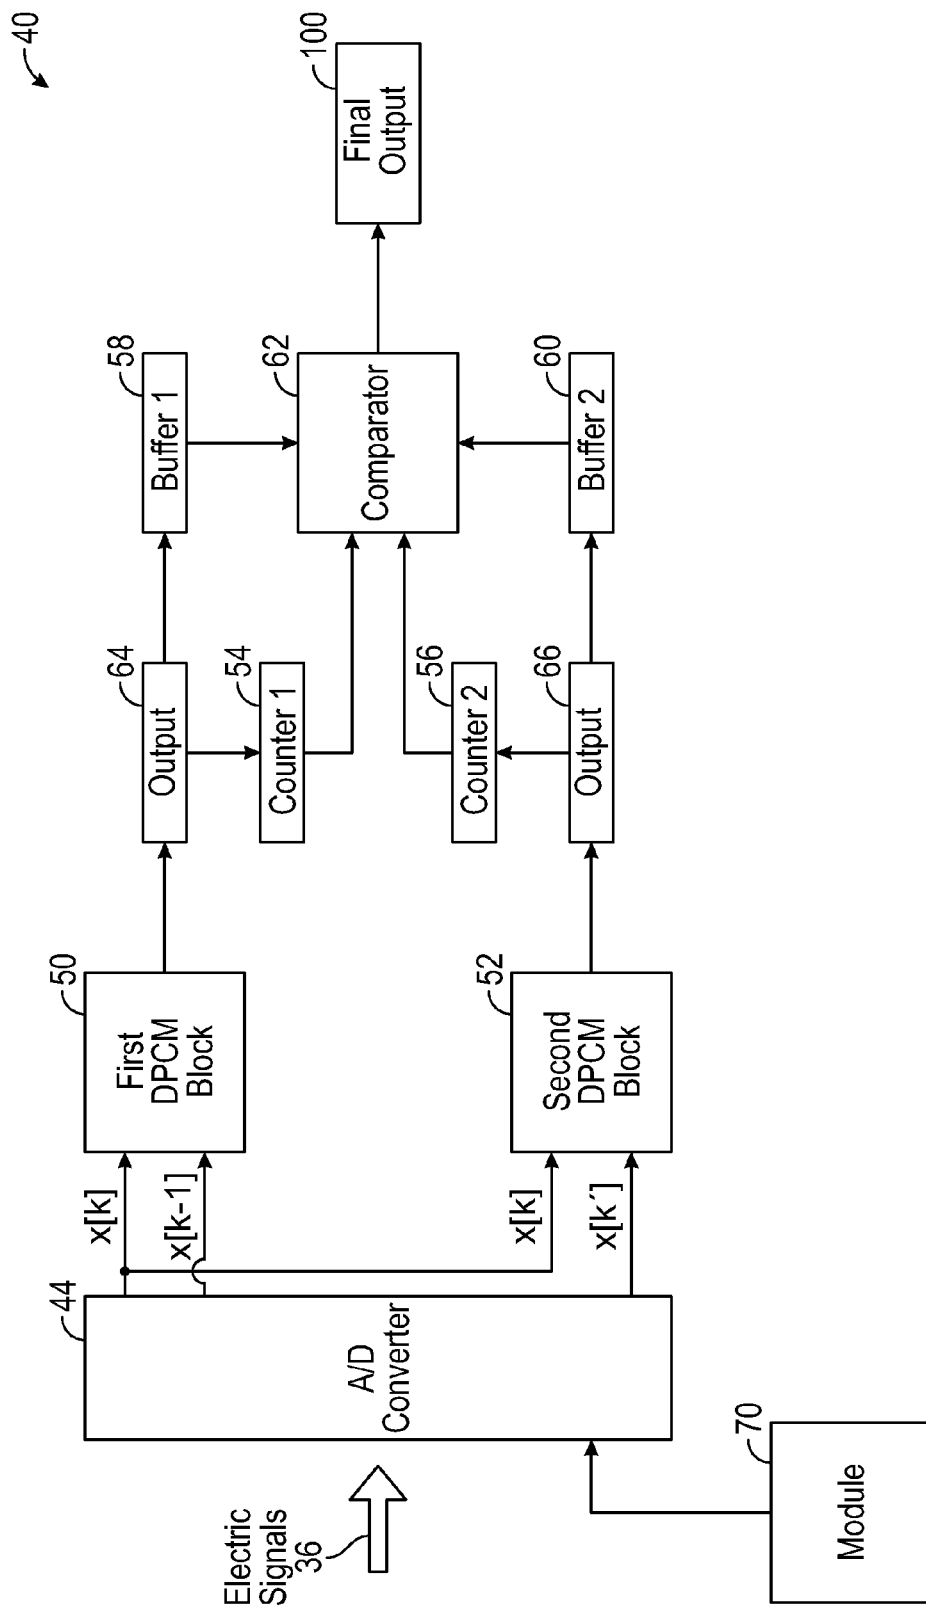 40
Electric
Signals
36
Module
70
A/D
Converter
44
x[k]
x[k-1]
x[k]
x[k´]
First
DPCM
Block
50
Second
DPCM
Block
52
Output
64
Counter 1
54
Counter 2
56
Output
66
Buffer 1
58
Comparator
62
Buffer 2
60
Final
Output
100